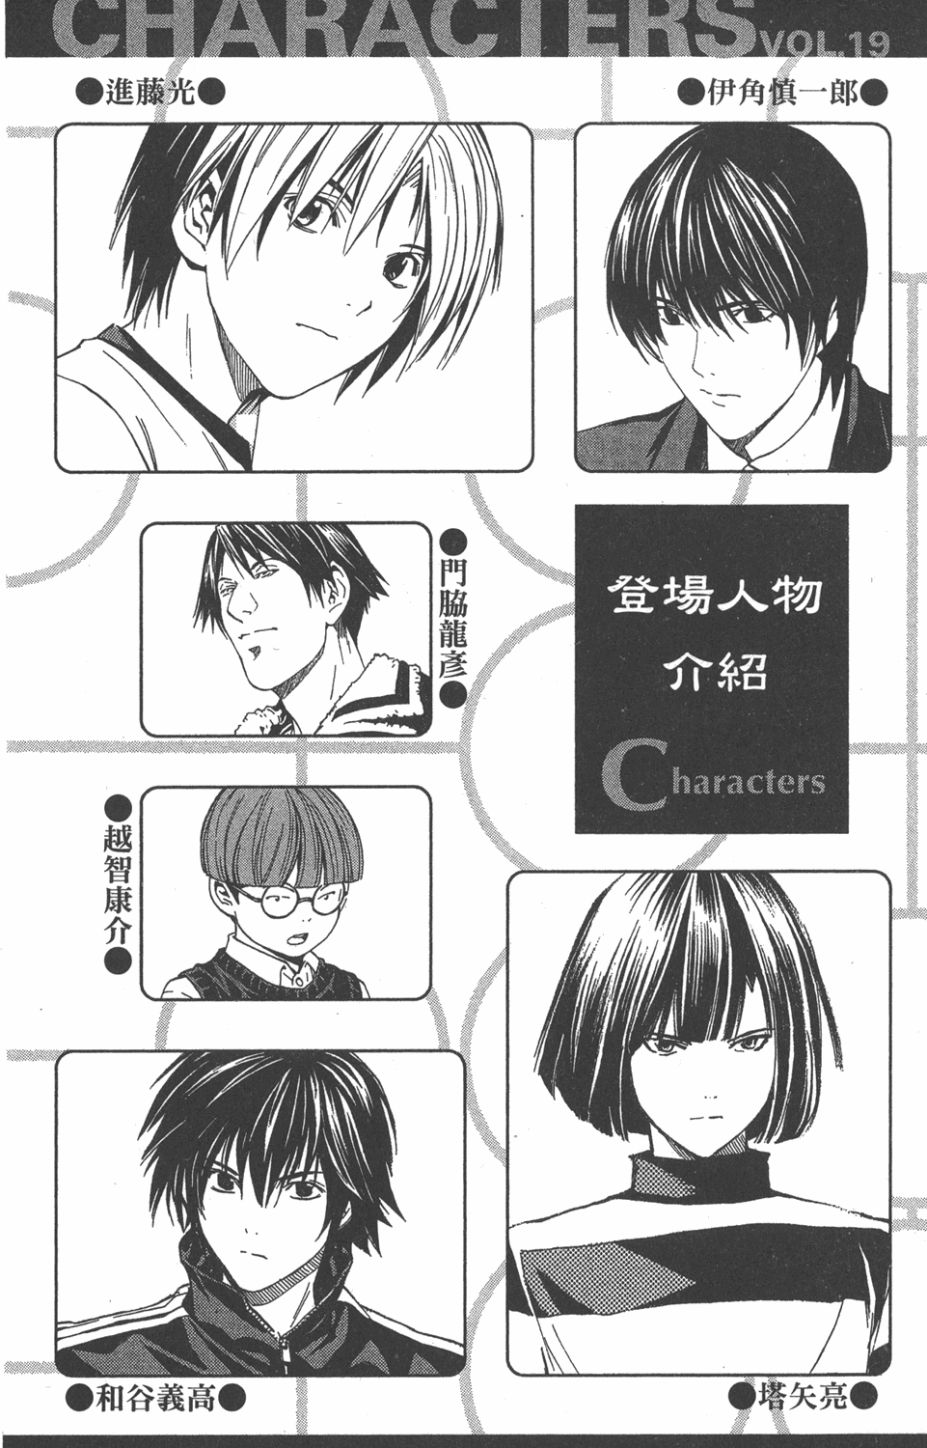 CHARACTERS VOL.19
●進藤光●
●伊角慎一郎●
●門脇龍彥●
登場人物
介紹
Characters
●越智康介●
●和谷義高●
●塔矢亮●